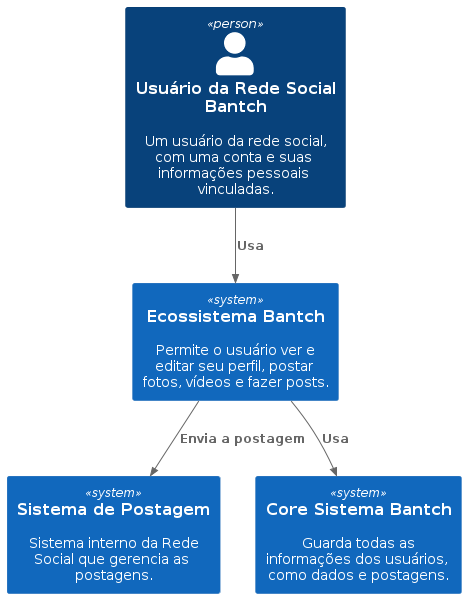 «person»
Usuário da Rede Social
Bantch
Um usuário da rede social,
com uma conta e suas
informações pessoais
vinculadas.
Usa
«system»
Ecossistema Bantch
Permite o usuário ver e
editar seu perfil, postar
fotos, vídeos e fazer posts.
Envia a postagem
Usa
«system»
Sistema de Postagem
Sistema interno da Rede
Social que gerencia as
postagens.
«system»
Core Sistema Bantch
Guarda todas as
informações dos usuários,
como dados e postagens.